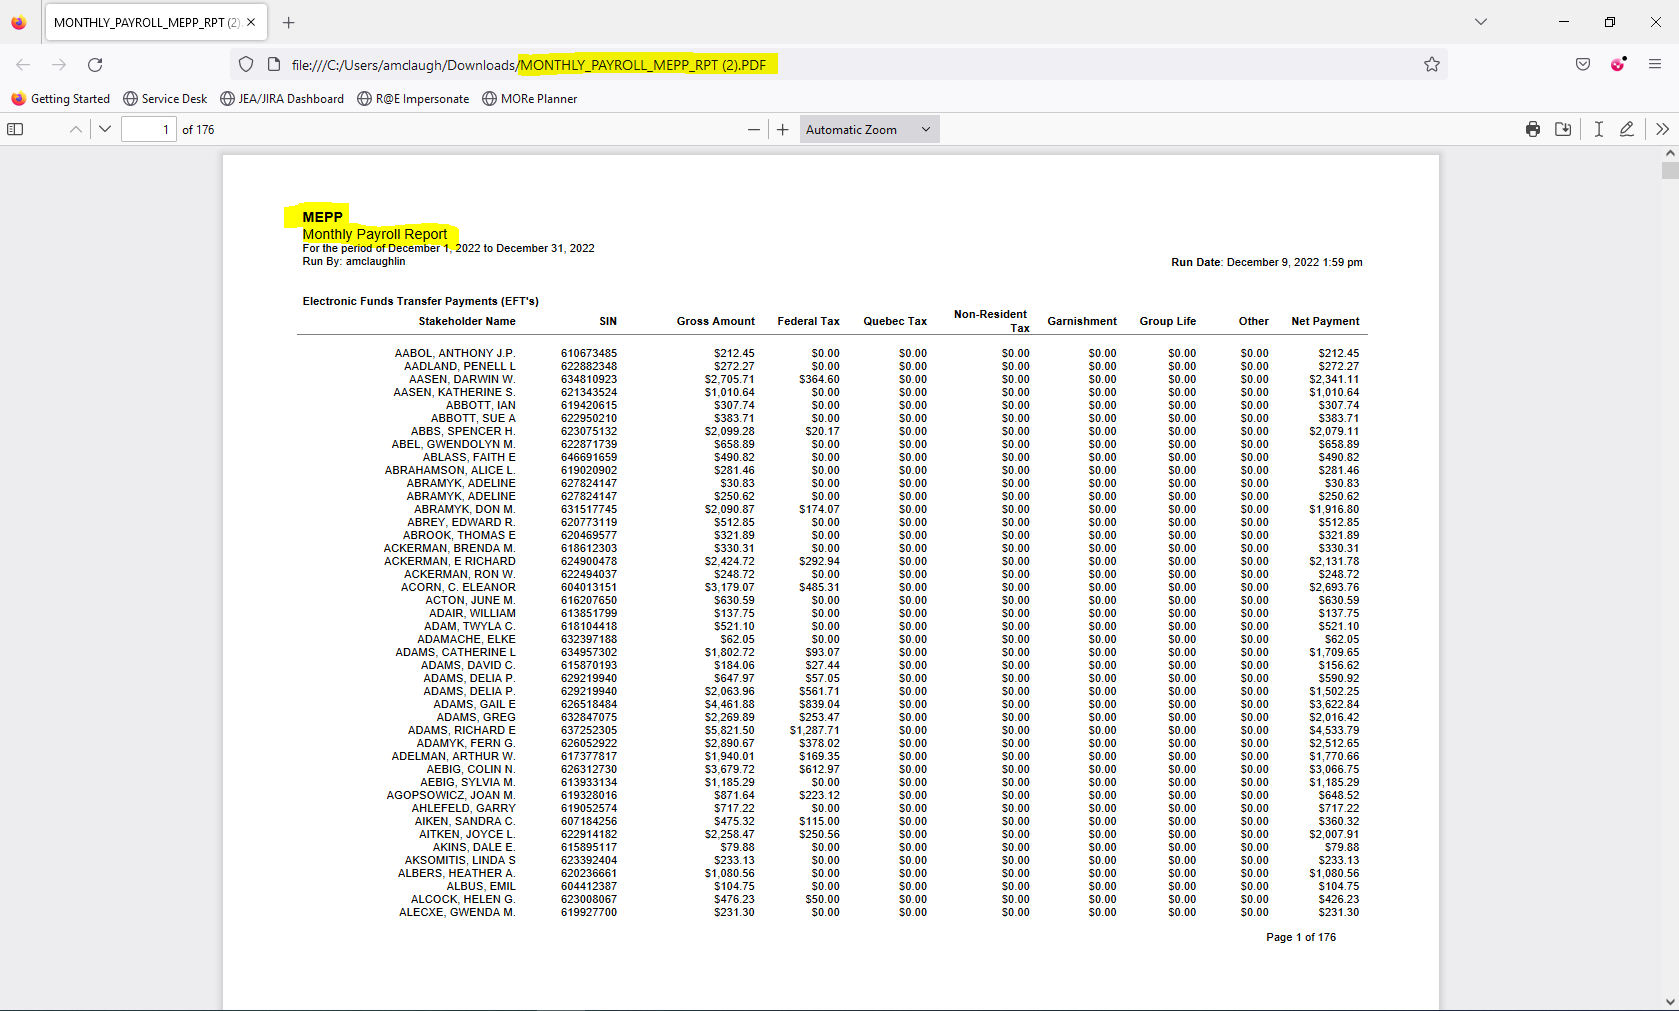 MONTHLY_PAYROLL_MEPP_RPT (2).
file:///C:/Users/amclaugh/Downloads/MONTHLY_PAYROLL_MEPP_RPT (2).PDF
Getting Started Service Desk JEA/JIRA Dashboard R@E Impersonate MORe Planner
1 of 176 Automatic Zoom
MEPP
Monthly Payroll Report
For the period of December 1, 2022 to December 31, 2022
Run By: amclaughlin
Run Date: December 9, 2022 1:59 pm
Electronic Funds Transfer Payments (EFT's)
Stakeholder Name SIN Gross Amount Federal Tax Quebec Tax Non-Resident Tax Garnishment Group Life Other Net Payment
AABOL, ANTHONY J.P. 610673485 $212.45 $0.00 $0.00 $0.00 $0.00 $0.00 $0.00 $212.45
AADLAND, PENELL L 622882348 $272.27 $0.00 $0.00 $0.00 $0.00 $0.00 $0.00 $272.27
AASEN, DARWIN W. 634810923 $2,705.71 $364.60 $0.00 $0.00 $0.00 $0.00 $0.00 $2,341.11
AASEN, KATHERINE S. 621343524 $1,010.64 $0.00 $0.00 $0.00 $0.00 $0.00 $0.00 $1,010.64
ABBOTT, IAN 619420615 $307.74 $0.00 $0.00 $0.00 $0.00 $0.00 $0.00 $307.74
ABBOTT, SUE A 622950210 $383.71 $0.00 $0.00 $0.00 $0.00 $0.00 $0.00 $383.71
ABBS, SPENCER H. 623075132 $2,099.28 $20.17 $0.00 $0.00 $0.00 $0.00 $0.00 $2,079.11
ABEL, GWENDOLYN M. 622871739 $658.89 $0.00 $0.00 $0.00 $0.00 $0.00 $0.00 $658.89
ABLASS, FAITH E 646691659 $490.82 $0.00 $0.00 $0.00 $0.00 $0.00 $0.00 $490.82
ABRAHAMSON, ALICE L. 619020902 $281.46 $0.00 $0.00 $0.00 $0.00 $0.00 $0.00 $281.46
ABRAMYK, ADELINE 627824147 $30.83 $0.00 $0.00 $0.00 $0.00 $0.00 $0.00 $30.83
ABRAMYK, ADELINE 627824147 $250.62 $0.00 $0.00 $0.00 $0.00 $0.00 $0.00 $250.62
ABRAMYK, DON M. 631517745 $2,090.87 $174.07 $0.00 $0.00 $0.00 $0.00 $0.00 $1,916.80
ABREY, EDWARD R. 620773119 $512.85 $0.00 $0.00 $0.00 $0.00 $0.00 $0.00 $512.85
ABROOK, THOMAS E 620469577 $321.89 $0.00 $0.00 $0.00 $0.00 $0.00 $0.00 $321.89
ACKERMAN, BRENDA M. 618612303 $330.31 $0.00 $0.00 $0.00 $0.00 $0.00 $0.00 $330.31
ACKERMAN, E RICHARD 624900478 $2,424.72 $292.94 $0.00 $0.00 $0.00 $0.00 $0.00 $2,131.78
ACKERMAN, RON W. 622494037 $248.72 $0.00 $0.00 $0.00 $0.00 $0.00 $0.00 $248.72
ACORN, C. ELEANOR 604013151 $3,179.07 $485.31 $0.00 $0.00 $0.00 $0.00 $0.00 $2,693.76
ACTON, JUNE M. 616207650 $630.59 $0.00 $0.00 $0.00 $0.00 $0.00 $0.00 $630.59
ADAIR, WILLIAM 613851799 $137.75 $0.00 $0.00 $0.00 $0.00 $0.00 $0.00 $137.75
ADAM, TWYLA C. 618104418 $521.10 $0.00 $0.00 $0.00 $0.00 $0.00 $0.00 $521.10
ADAMACHE, ELKE 632397188 $62.05 $0.00 $0.00 $0.00 $0.00 $0.00 $0.00 $62.05
ADAMS, CATHERINE L 634957302 $1,802.72 $93.07 $0.00 $0.00 $0.00 $0.00 $0.00 $1,709.65
ADAMS, DAVID C. 615870193 $184.06 $27.44 $0.00 $0.00 $0.00 $0.00 $0.00 $156.62
ADAMS, DELIA P. 629219940 $647.97 $57.05 $0.00 $0.00 $0.00 $0.00 $0.00 $590.92
ADAMS, DELIA P. 629219940 $2,063.96 $561.71 $0.00 $0.00 $0.00 $0.00 $0.00 $1,502.25
ADAMS, GAIL E 626518484 $4,461.88 $839.04 $0.00 $0.00 $0.00 $0.00 $0.00 $3,622.84
ADAMS, GREG 632847075 $2,269.89 $253.47 $0.00 $0.00 $0.00 $0.00 $0.00 $2,016.42
ADAMS, RICHARD E 637252305 $5,821.50 $1,287.71 $0.00 $0.00 $0.00 $0.00 $0.00 $4,533.79
ADAMYK, FERN G. 626052922 $2,890.67 $378.02 $0.00 $0.00 $0.00 $0.00 $0.00 $2,512.65
ADELMAN, ARTHUR W. 617377817 $1,940.01 $169.35 $0.00 $0.00 $0.00 $0.00 $0.00 $1,770.66
AEBIG, COLIN N. 626312730 $3,679.72 $612.97 $0.00 $0.00 $0.00 $0.00 $0.00 $3,066.75
AEBIG, SYLVIA M. 613933134 $1,185.29 $0.00 $0.00 $0.00 $0.00 $0.00 $0.00 $1,185.29
AGOPSOWICZ, JOAN M. 619328016 $871.64 $223.12 $0.00 $0.00 $0.00 $0.00 $0.00 $648.52
AHLEFELD, GARRY 619052574 $717.22 $0.00 $0.00 $0.00 $0.00 $0.00 $0.00 $717.22
AIKEN, SANDRA C. 607184256 $475.32 $115.00 $0.00 $0.00 $0.00 $0.00 $0.00 $360.32
AITKEN, JOYCE L. 622914182 $2,258.47 $250.56 $0.00 $0.00 $0.00 $0.00 $0.00 $2,007.91
AKINS, DALE E. 615895117 $79.88 $0.00 $0.00 $0.00 $0.00 $0.00 $0.00 $79.88
AKSOMITIS, LINDA S 623392404 $233.13 $0.00 $0.00 $0.00 $0.00 $0.00 $0.00 $233.13
ALBERS, HEATHER A. 620236661 $1,080.56 $0.00 $0.00 $0.00 $0.00 $0.00 $0.00 $1,080.56
ALBUS, EMIL 604412387 $104.75 $0.00 $0.00 $0.00 $0.00 $0.00 $0.00 $104.75
ALCOCK, HELEN G. 623008067 $476.23 $50.00 $0.00 $0.00 $0.00 $0.00 $0.00 $426.23
ALECXE, GWENDA M. 619927700 $231.30 $0.00 $0.00 $0.00 $0.00 $0.00 $0.00 $231.30
Page 1 of 176